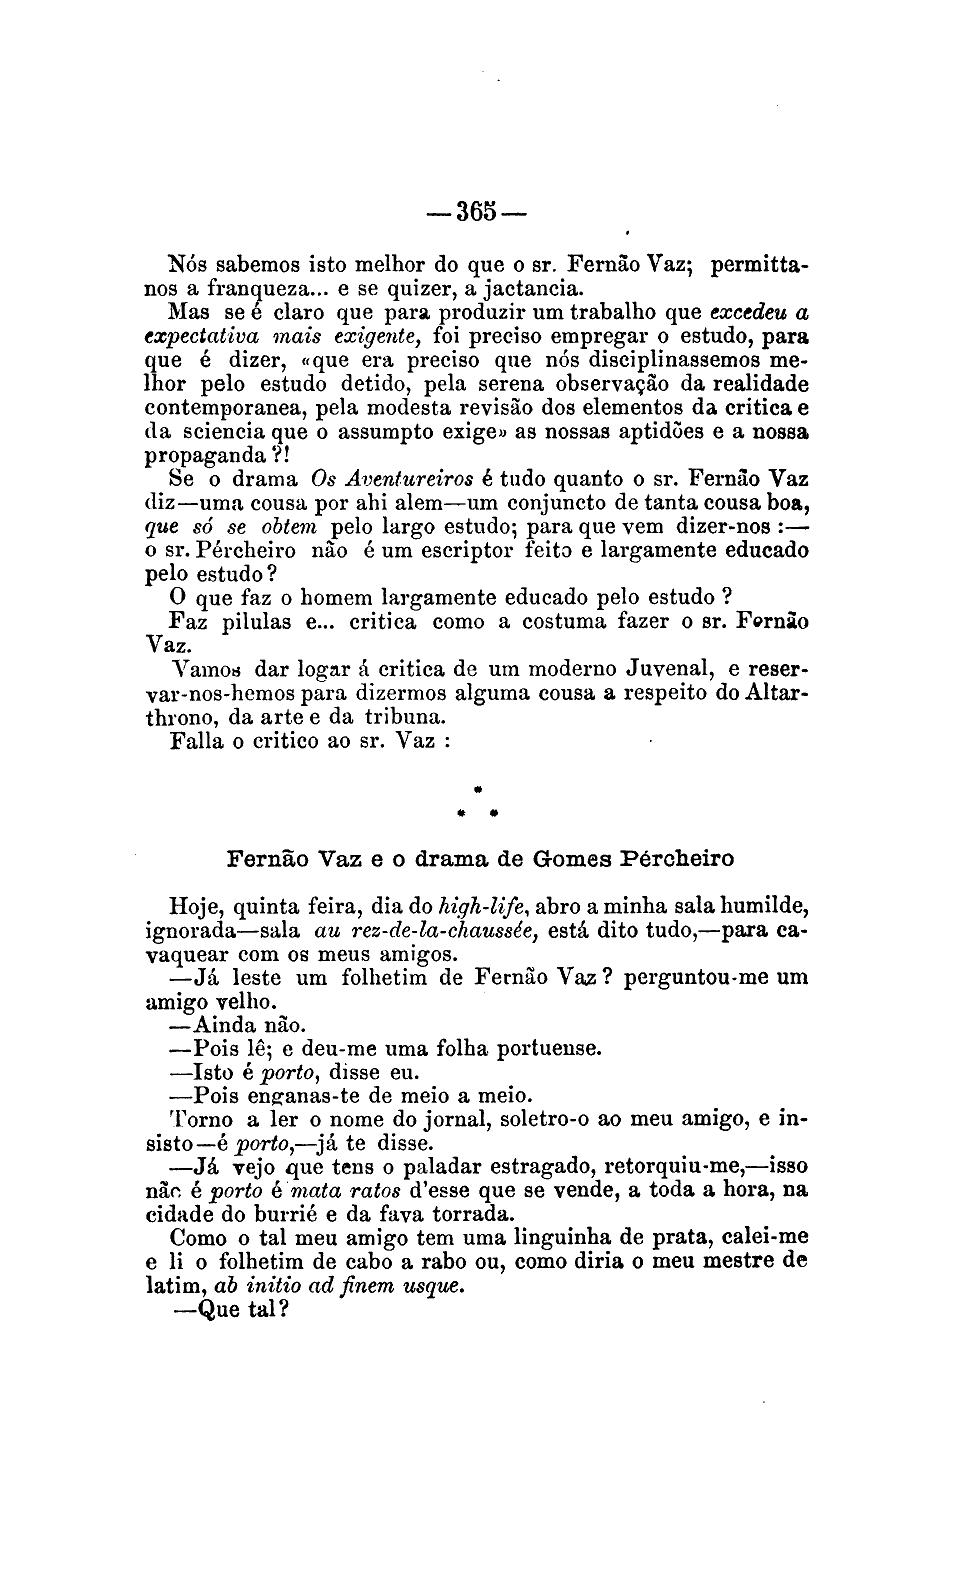 —365—
Nós sabemos isto melhor do que o sr. Fernão Vaz; permitta-
nos a franqueza... e se quizer, a jactancia.
Mas se é claro que para produzir um trabalho que excedeu a
expectativa mais exigente, foi preciso empregar o estudo, para
que é dizer, «que era preciso que nós disciplinassemos me-
lhor pelo estudo detido, pela serena observação da realidade
contemporanea, pela modesta revisão dos elementos da critica e
da sciencia que o assumpto exige» as nossas aptidões e a nossa
propaganda?!
Se o drama Os Aventureiros é tudo quanto o sr. Fernão Vaz
diz—uma cousa por ahi alem—um conjuncto de tanta cousa boa,
que só se obtem pelo largo estudo; para que vem dizer-nos :—
o sr. Pércheiro não é um escriptor feito e largamente educado
pelo estudo?
O que faz o homem largamente educado pelo estudo ?
Faz pilulas e... critica como a costuma fazer o sr. Fernão
Vaz.
Vamos dar logar á critica de um moderno Juvenal, e reser-
var-nos-hemos para dizermos alguma cousa a respeito do Altar-
throno, da arte e da tribuna.
Falla o critico ao sr. Vaz :
*
* *
Fernão Vaz e o drama de Gomes Pércheiro
Hoje, quinta feira, dia do high-life, abro a minha sala humilde,
ignorada—sala au rez-de-la-chaussée, está dito tudo,—para ca-
vaquear com os meus amigos.
—Já leste um folhetim de Fernão Vaz? perguntou-me um
amigo velho.
—Ainda não.
—Pois lê; e deu-me uma folha portuense.
—Isto é porto, disse eu.
—Pois enganas-te de meio a meio.
Torno a ler o nome do jornal, soletro-o ao meu amigo, e in-
sisto—é porto,—já te disse.
—Já vejo que tens o paladar estragado, retorquiu-me,—isso
não é porto é mata ratos d'esse que se vende, a toda a hora, na
cidade do burrié e da fava torrada.
Como o tal meu amigo tem uma linguinha de prata, calei-me
e li o folhetim de cabo a rabo ou, como diria o meu mestre de
latim, ab initio ad finem usque.
—Que tal?